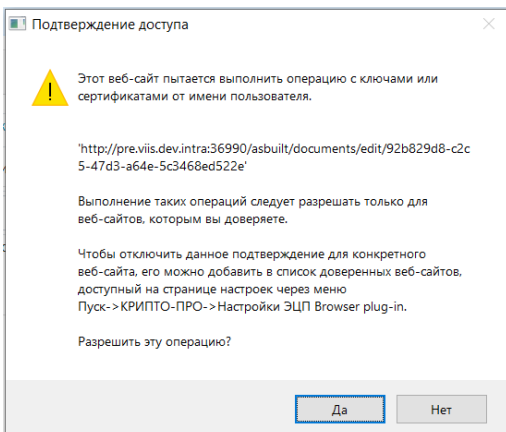 Подтверждение доступа
Этот веб-сайт пытается выполнить операцию с ключами или
сертификатами от имени пользователя.
'http://pre.viis.dev.intra:36990/asbuilt/documents/edit/92b829d8-c2c
5-47d3-a64e-5c3468ed522e'
Выполнение таких операций следует разрешать только для
веб-сайтов, которым вы доверяете.
Чтобы отключить данное подтверждение для конкретного
веб-сайта, его можно добавить в список доверенных веб-сайтов,
доступный на странице настроек через меню
Пуск->КРИПТО-ПРО->Настройки ЭЦП Browser plug-in.
Разрешить эту операцию?
Да Нет